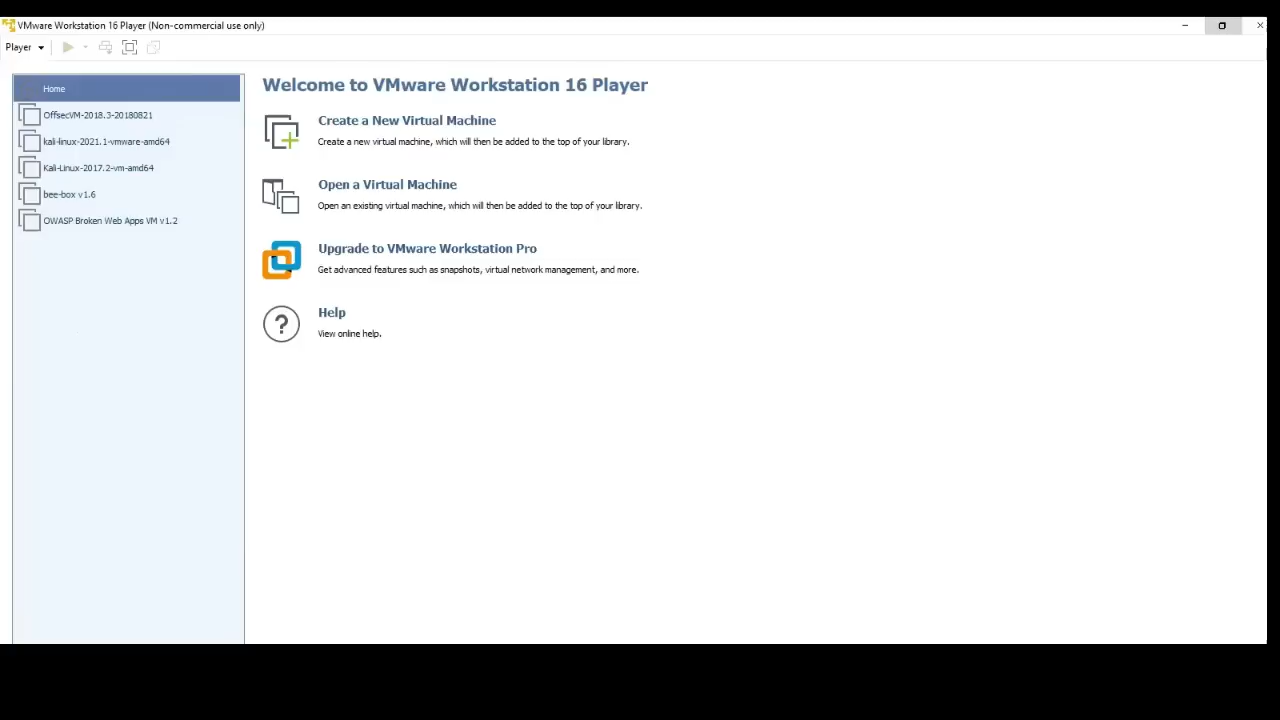 VMware Workstation 16 Player (Non-commercial use only)
Player
Home
OffsecVM-2018.3-20180821
kali-linux-2021.1-vmware-amd64
Kali-Linux-2017.2-vm-amd64
bee-box v1.6
OWASP Broken Web Apps VM v1.2
Welcome to VMware Workstation 16 Player
Create a New Virtual Machine
Create a new virtual machine, which will then be added to the top of your library.
Open a Virtual Machine
Open an existing virtual machine, which will then be added to the top of your library.
Upgrade to VMware Workstation Pro
Get advanced features such as snapshots, virtual network management, and more.
Help
View online help.